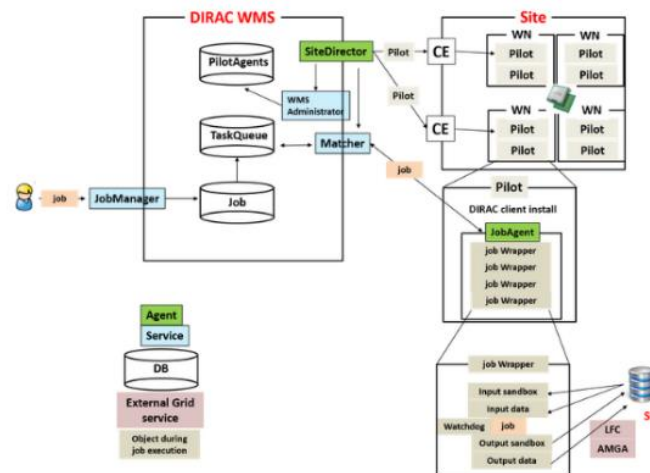 DIRAC WMS
Site
SiteDirector
Pilot
CE
WN
WN
Pilot
Pilot
Pilot
Pilot
PilotAgents
Pilot
WMS
Administrator
WN
WN
CE
Pilot
Pilot
Pilot
Pilot
TaskQueue
Matcher
job
Pilot
job
JobManager
Job
DIRAC client install
JobAgent
job Wrapper
job Wrapper
job Wrapper
job Wrapper
Agent
Service
DB
External Grid
service
Object during
job execution
job Wrapper
Input sandbox
Input data
Watchdog
job
Output sandbox
Output data
S
LFC
AMGA